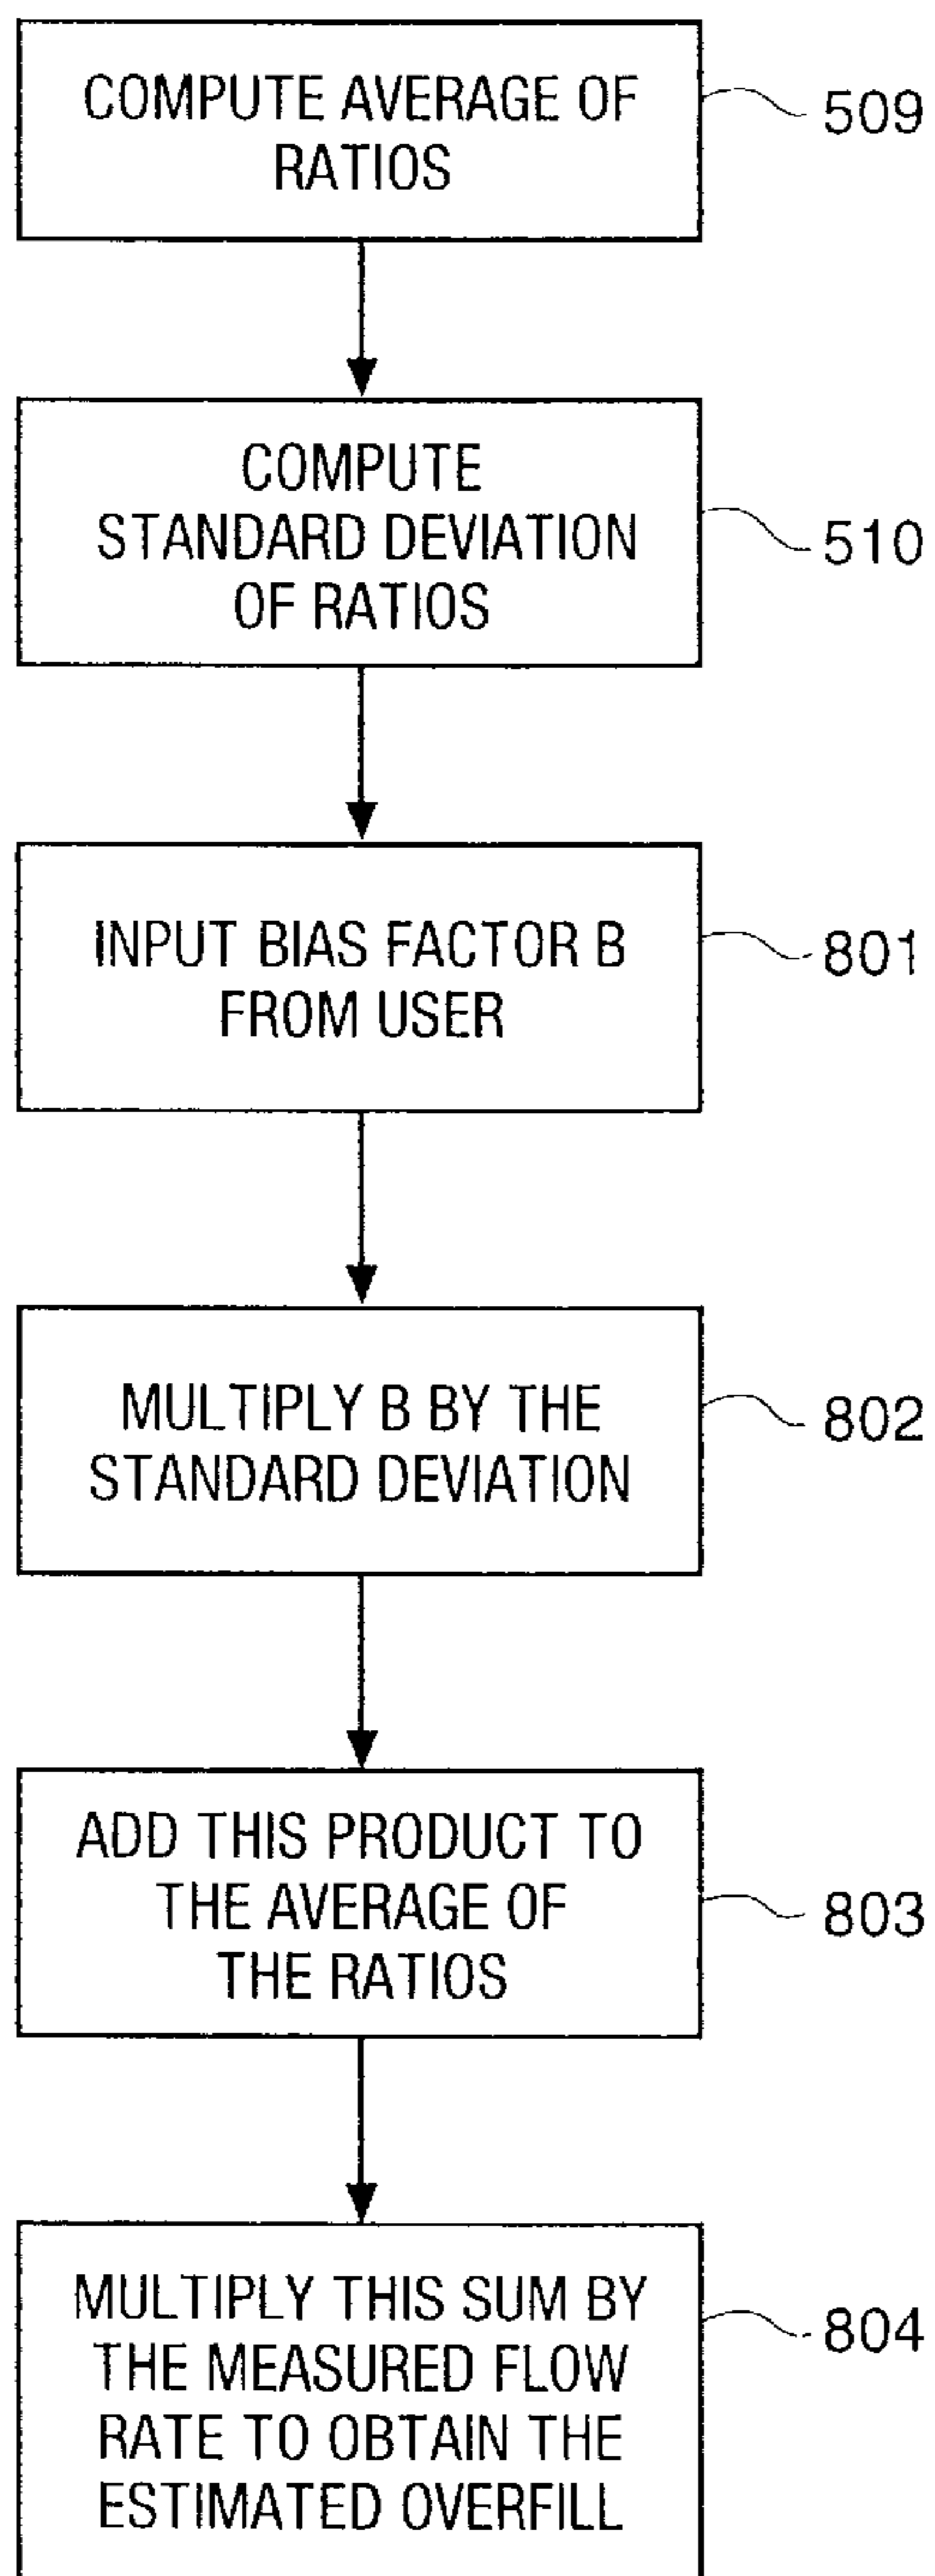 COMPUTE AVERAGE OF
RATIOS
509
COMPUTE
STANDARD DEVIATION
OF RATIOS
510
INPUT BIAS FACTOR B
FROM USER
801
MULTIPLY B BY THE
STANDARD DEVIATION
802
ADD THIS PRODUCT TO
THE AVERAGE OF
THE RATIOS
803
MULTIPLY THIS SUM BY
THE MEASURED FLOW
RATE TO OBTAIN THE
ESTIMATED OVERFILL
804